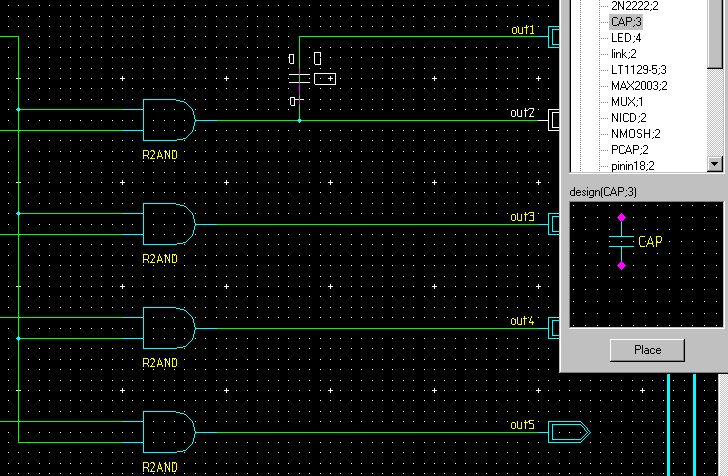 out1
out2
R2AND
out3
R2AND
out4
R2AND
out5
R2AND
2N2222;2
CAP;3
LED;4
link;2
LT1129-5;3
MAX2003;2
MUX;1
NICD;2
NMOSH;2
PCAP;2
pinin18;2
design(CAP;3)
CAP
Place